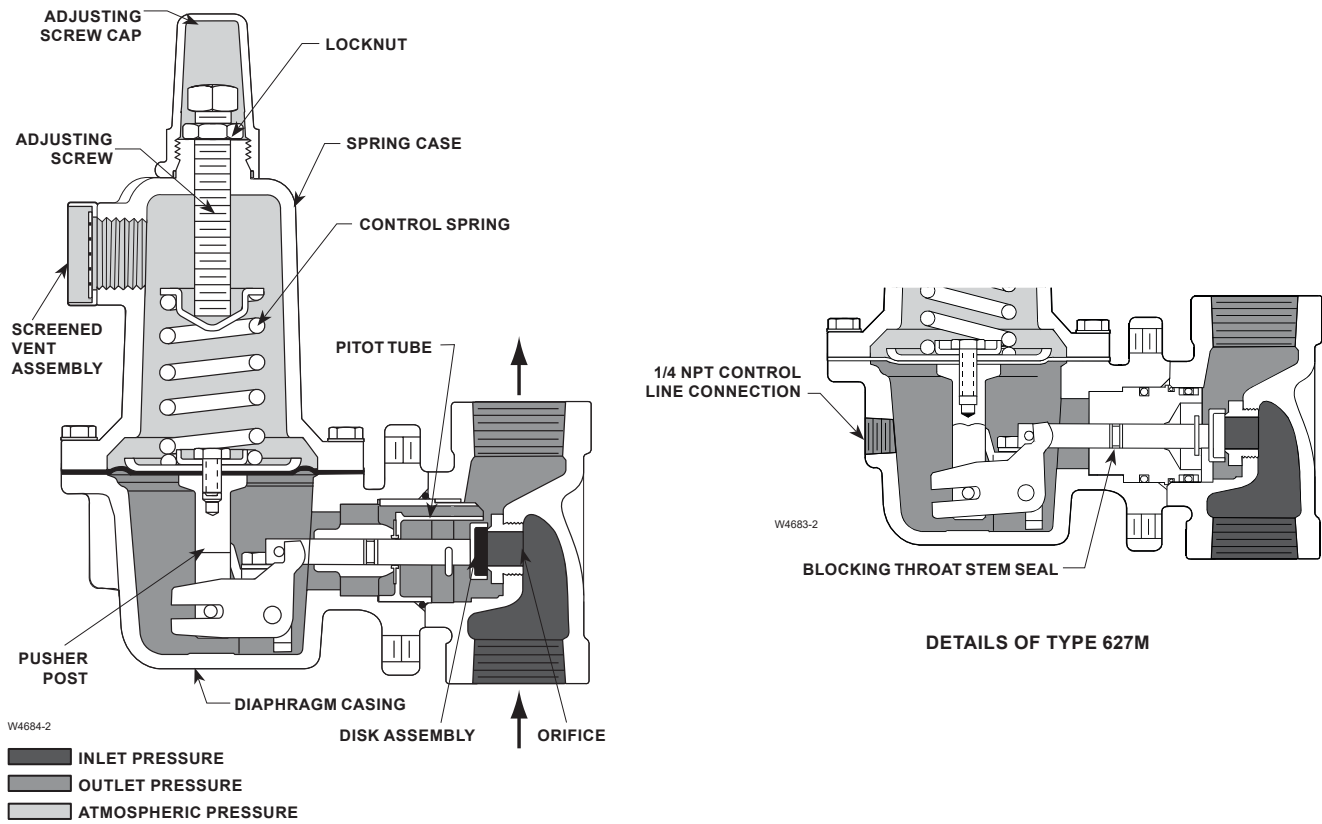 ADJUSTING
SCREW CAP
LOCKNUT
ADJUSTING
SCREW
SPRING CASE
CONTROL SPRING
SCREENED
VENT
ASSEMBLY
PITOT TUBE
PUSHER
POST
DIAPHRAGM CASING
DISK ASSEMBLY
ORIFICE
W4684-2
INLET PRESSURE
OUTLET PRESSURE
ATMOSPHERIC PRESSURE
1/4 NPT CONTROL
LINE CONNECTION
W4683-2
BLOCKING THROAT STEM SEAL
DETAILS OF TYPE 627M